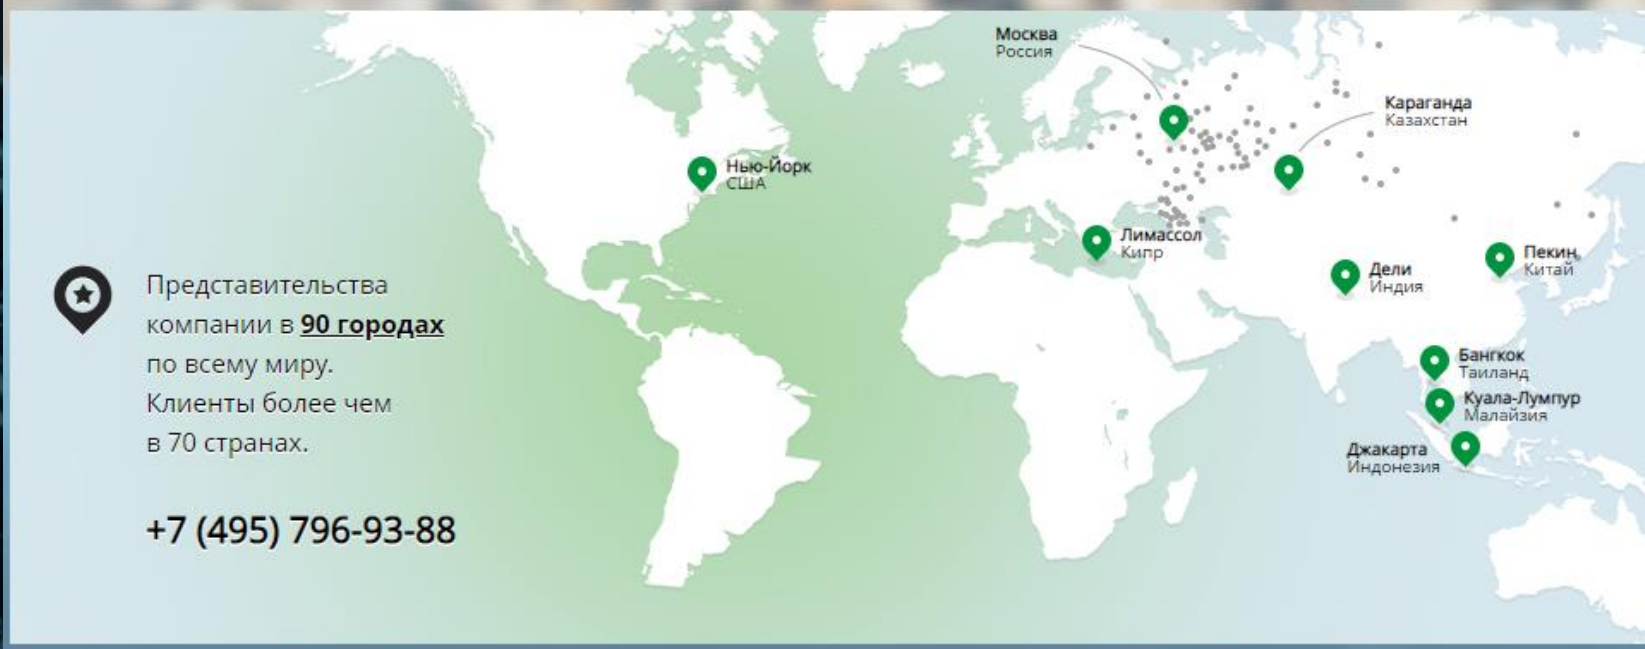 Москва
Россия
Караганда
Казахстан
Нью-Йорк
США
Лимассол
Кипр
Пекин
Китай
Дели
Индия
Представительства
компании в 90 городах
по всему миру.
Клиенты более чем
в 70 странах.
Бангкок
Таиланд
Куала-Лумпур
Малайзия
Джакарта
Индонезия
+7 (495) 796-93-88